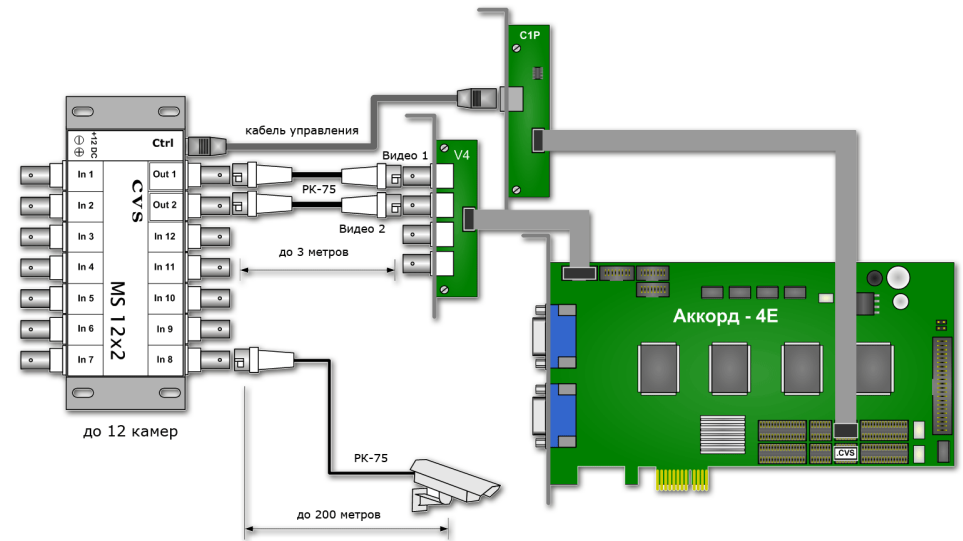 C1P
кабель управления
+12 DC
Ctrl
Видео 1
V4
In 1
Out 1
РК-75
In 2
Out 2
CVS
Видео 2
In 3
In 12
до 3 метров
In 4
In 11
MS 12x2
In 5
In 10
Аккорд - 4E
In 6
In 9
In 7
In 8
до 12 камер
.CVS
РК-75
до 200 метров